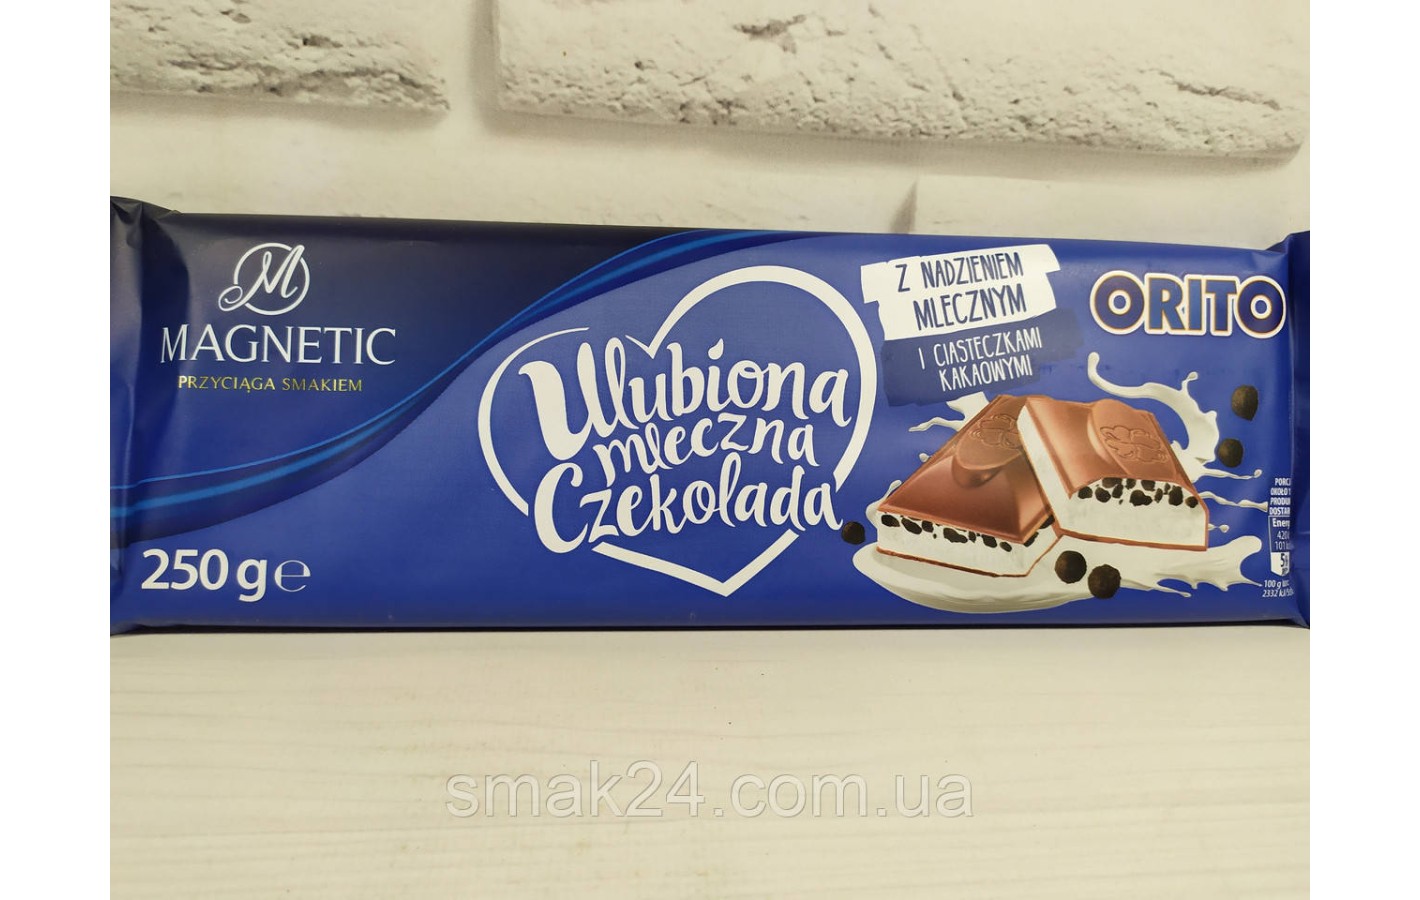 M
MAGNETIC
PRZYCIĄGA SMAKIEM
250 g e
Ulubiona
mleczna
Czekolada
Z NADZIENIEM
MLECZNYM
I CIASTECZKAMI
KAKAOWYMI
ORITO
smak24.com.ua